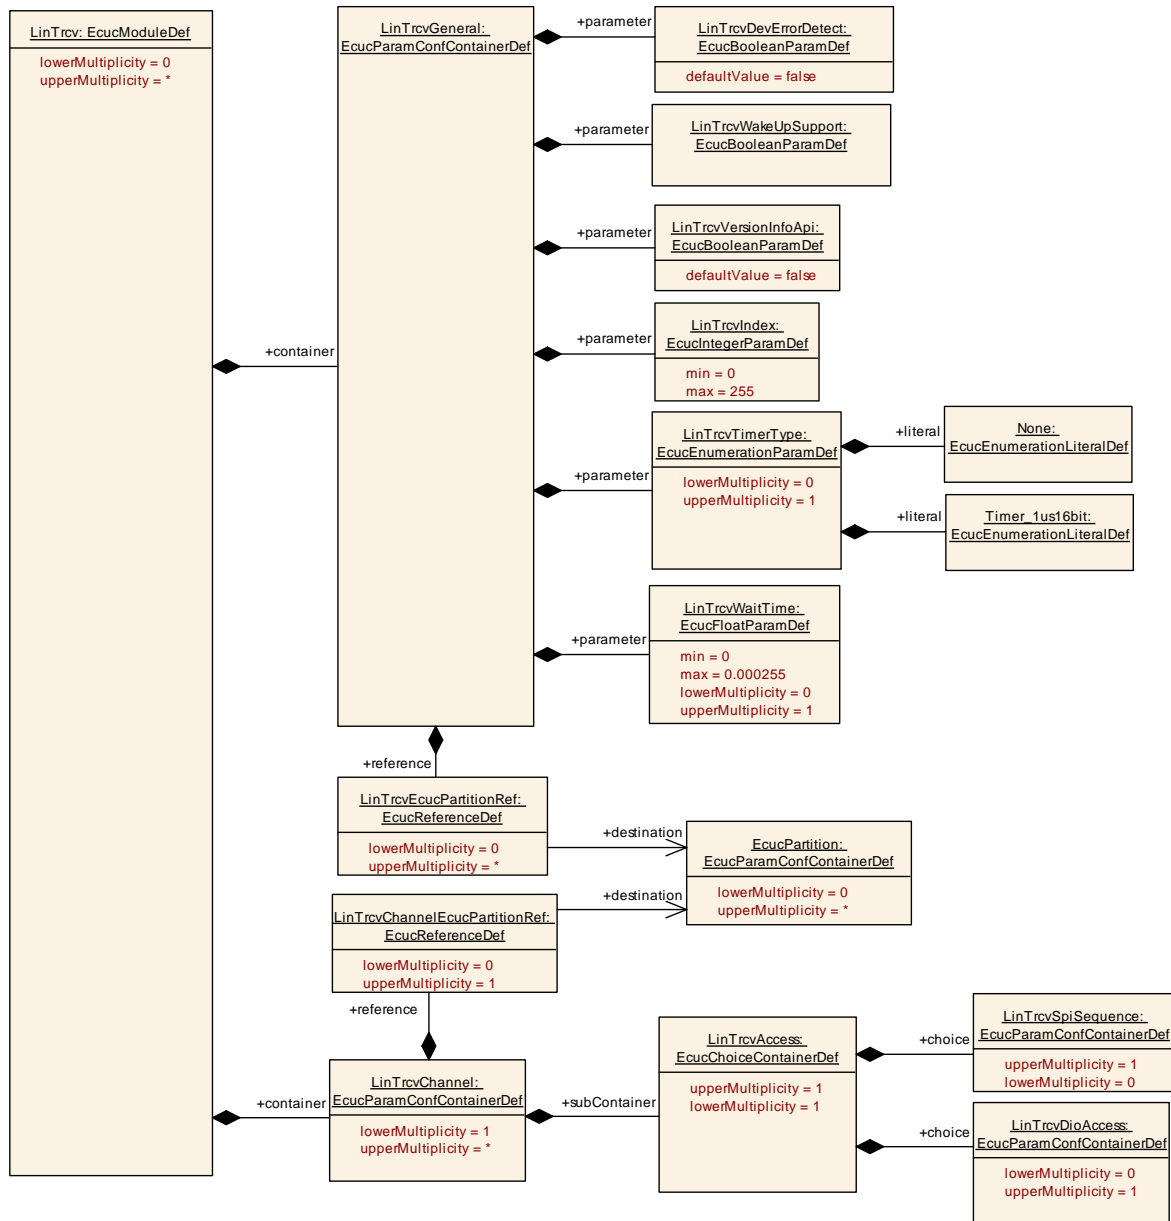 LinTrcv: EcucModuleDef
lowerMultiplicity = 0
upperMultiplicity = *
+container
LinTrcvGeneral:
EcucParamConfContainerDef
+parameter
LinTrcvDevErrorDetect:
EcucBooleanParamDef
defaultValue = false
+parameter
LinTrcvWakeUpSupport:
EcucBooleanParamDef
+parameter
LinTrcvVersionInfoApi:
EcucBooleanParamDef
defaultValue = false
+parameter
LinTrcvIndex:
EcucIntegerParamDef
min = 0
max = 255
+parameter
LinTrcvTimerType:
EcucEnumerationParamDef
lowerMultiplicity = 0
upperMultiplicity = 1
+literal
None:
EcucEnumerationLiteralDef
+literal
Timer_1us16bit:
EcucEnumerationLiteralDef
+parameter
LinTrcvWaitTime:
EcucFloatParamDef
min = 0
max = 0.000255
lowerMultiplicity = 0
upperMultiplicity = 1
+reference
LinTrcvEcucPartitionRef:
EcucReferenceDef
lowerMultiplicity = 0
upperMultiplicity = *
+destination
EcucPartition:
EcucParamConfContainerDef
lowerMultiplicity = 0
upperMultiplicity = *
+destination
LinTrcvChannelEcucPartitionRef:
EcucReferenceDef
lowerMultiplicity = 0
upperMultiplicity = 1
+reference
+container
LinTrcvChannel:
EcucParamConfContainerDef
lowerMultiplicity = 1
upperMultiplicity = *
+subContainer
LinTrcvAccess:
EcucChoiceContainerDef
upperMultiplicity = 1
lowerMultiplicity = 1
+choice
LinTrcvSpiSequence:
EcucParamConfContainerDef
upperMultiplicity = 1
lowerMultiplicity = 0
+choice
LinTrcvDioAccess:
EcucParamConfContainerDef
lowerMultiplicity = 0
upperMultiplicity = 1